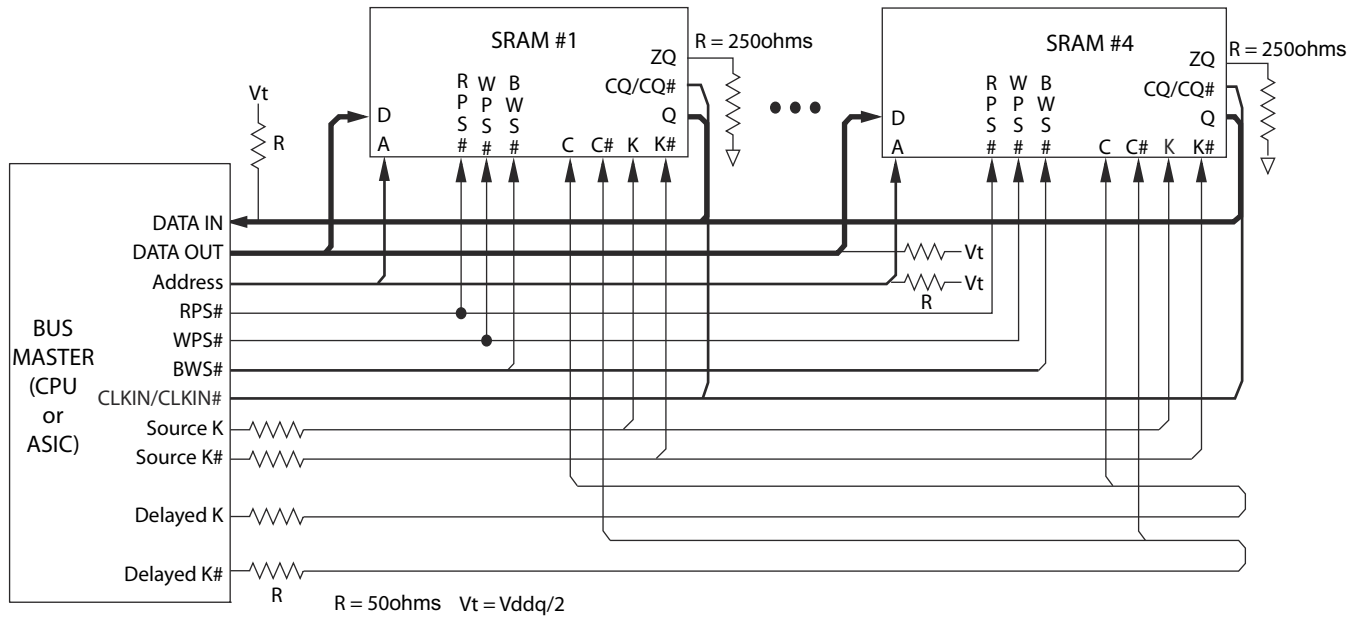 SRAM #1
R = 250ohms
ZQ
CQ/CQ#
Q
D
A
RPS#
WPS#
BWS#
C
C#
K
K#
SRAM #4
R = 250ohms
ZQ
CQ/CQ#
Q
D
A
RPS#
WPS#
BWS#
C
C#
K
K#
Vt
R
DATA IN
DATA OUT
Vt
Address
Vt
R
RPS#
WPS#
BWS#
CLKIN/CLKIN#
Source K
Source K#
Delayed K
Delayed K#
BUS
MASTER
(CPU
or
ASIC)
R
R = 50ohms Vt = Vddq/2